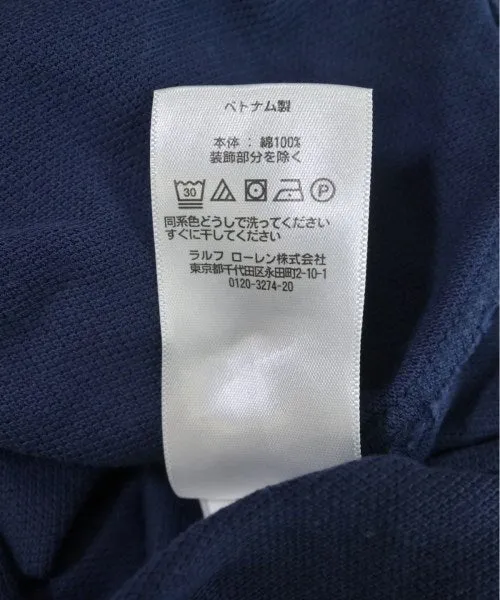 ベトナム製
本体 : 綿100%
装飾部分を除く
30 P
同系色どうしで洗ってください
すぐに干してください
ラルフ ローレン株式会社
東京都千代田区永田町2-10-1
0120-3274-20